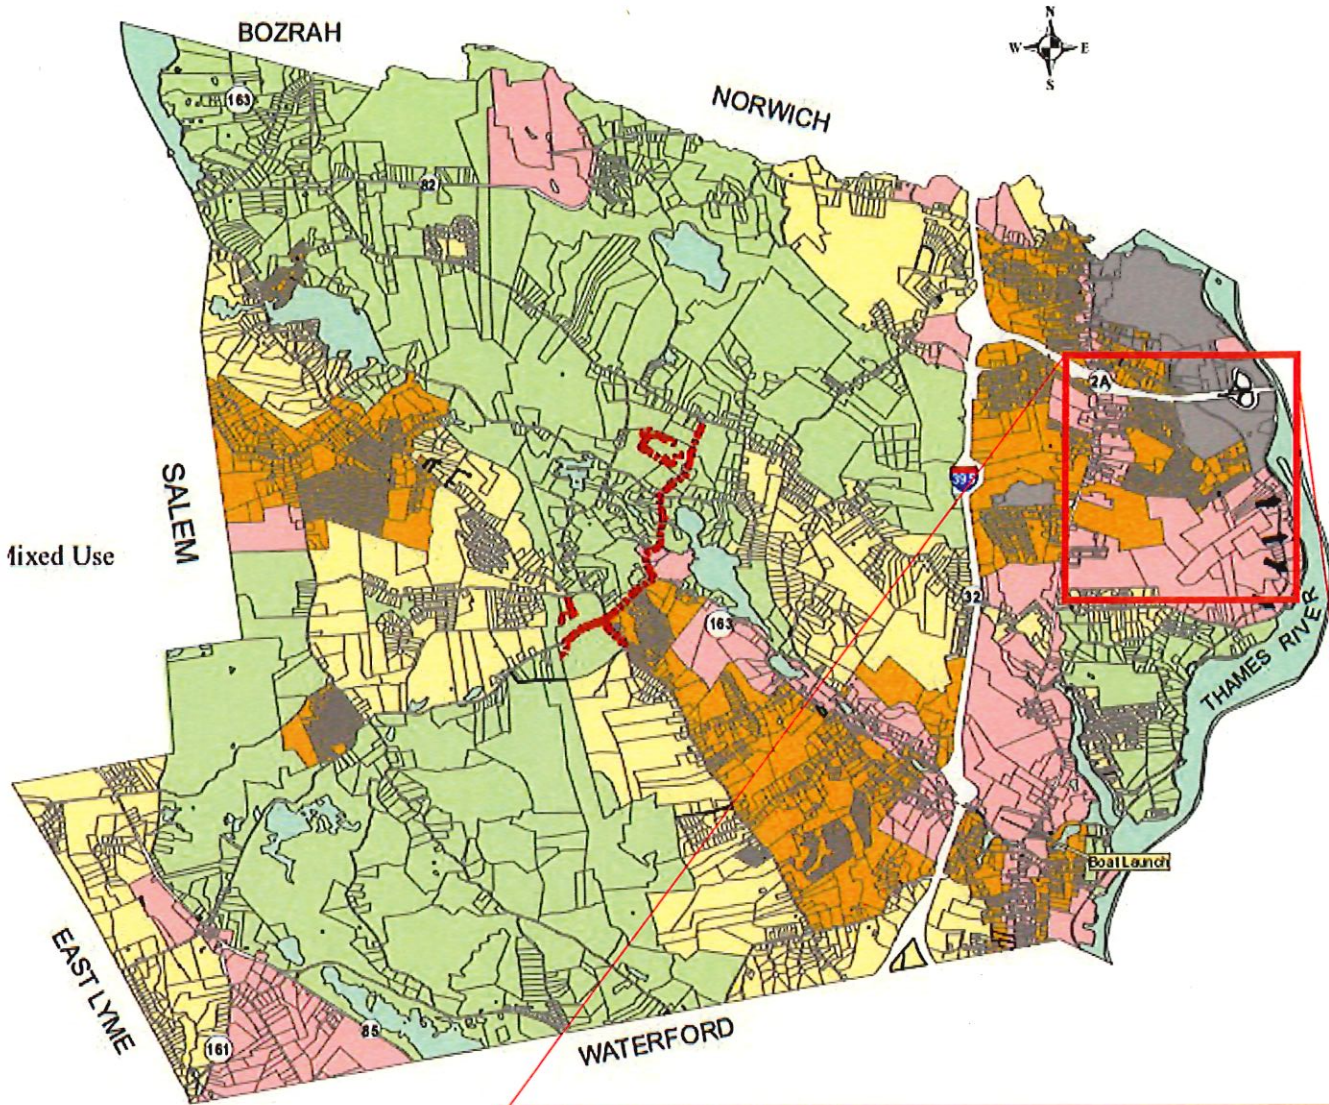 BOZRAH
N
W E
S
NORWICH
163
82
2A
SALEM
395
Mixed Use
32
163
THAMES RIVER
Boat Launch
EAST LYME
85
161
WATERFORD